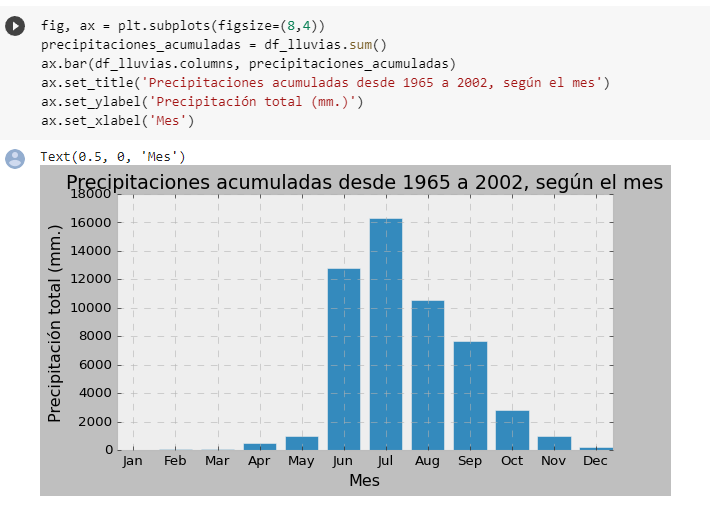 fig, ax = plt.subplots(figsize=(8,4))
precipitaciones_acumuladas = df_lluvias.sum()
ax.bar(df_lluvias.columns, precipitaciones_acumuladas)
ax.set_title('Precipitaciones acumuladas desde 1965 a 2002, según el mes')
ax.set_ylabel('Precipitación total (mm.)')
ax.set_xlabel('Mes')
Text(0.5, 0, 'Mes')
Precipitaciones acumuladas desde 1965 a 2002, según el mes
18000
16000
14000
12000
10000
8000
6000
4000
2000
0
Precipitación total (mm.)
Jan Feb Mar Apr May Jun Jul Aug Sep Oct Nov Dec
Mes